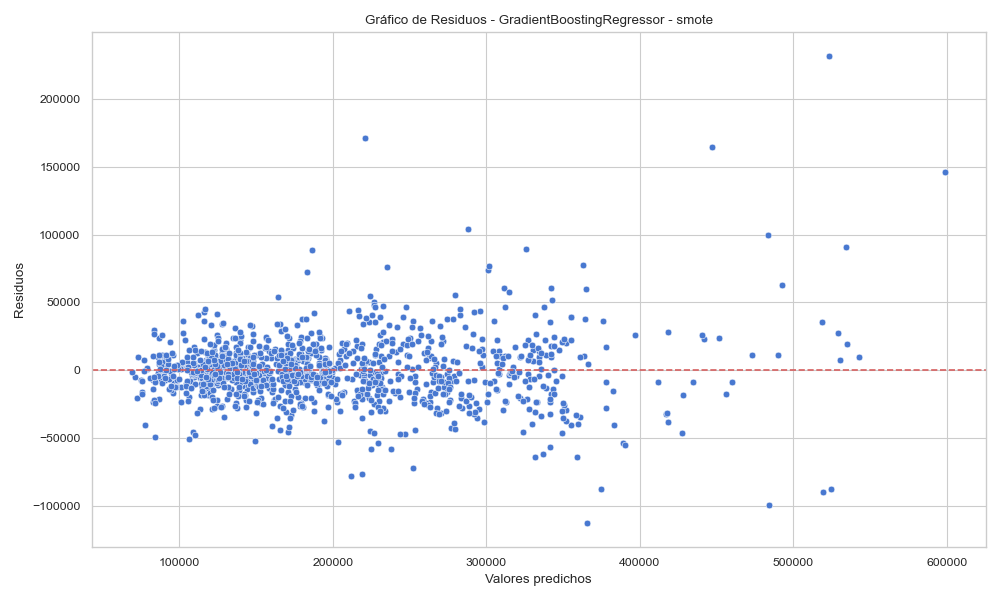 Gráfico de Residuos - GradientBoostingRegressor - smote
Residuos
200000
150000
100000
50000
0
−50000
−100000
100000 200000 300000 400000 500000 600000
Valores predichos